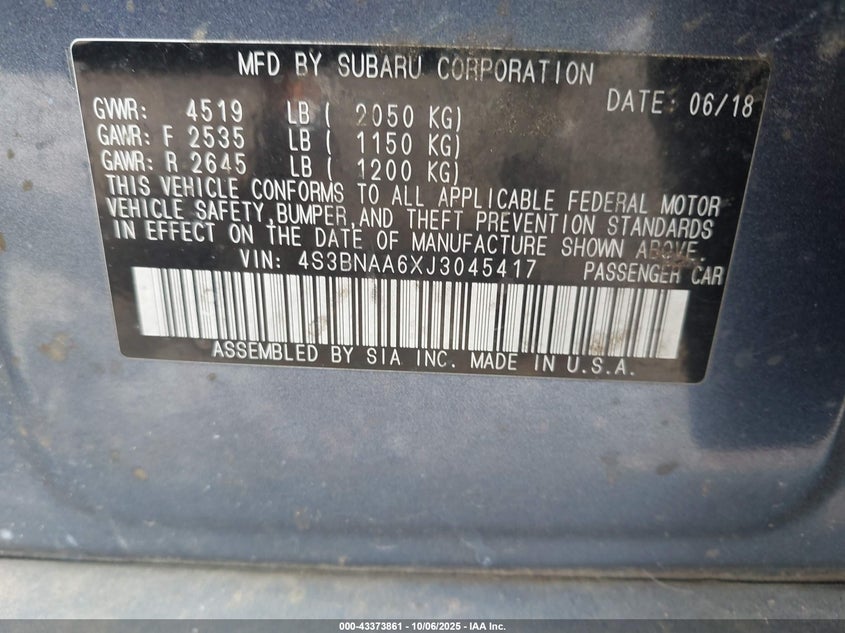 MFD BY SUBARU CORPORATION
DATE: 06/18
GVWR: 4519 LB ( 2050 KG)
GAWR: F 2535 LB ( 1150 KG)
GAWR: R 2645 LB ( 1200 KG)
THIS VEHICLE CONFORMS TO ALL APPLICABLE FEDERAL MOTOR
VEHICLE SAFETY,BUMPER,AND THEFT PREVENTION STANDARDS
IN EFFECT ON THE DATE OF MANUFACTURE SHOWN ABOVE.
VIN: 4S3BNAA6XJ3045417 PASSENGER CAR
ASSEMBLED BY SIA INC. MADE IN U.S.A.
000-43373861 - 10/06/2025 - IAA Inc.